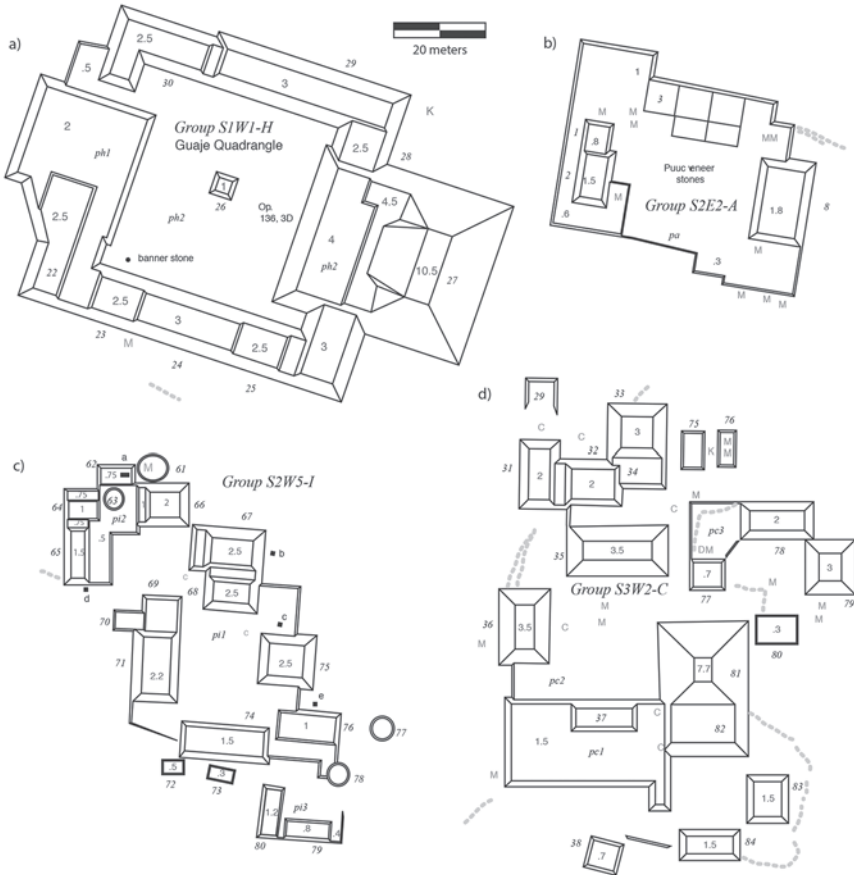 a)
2.5
29
.5
30
3
20 meters
K
2
Group S1W1-H
Guaje Quadrangle
2.5
28
ph1
1
26
Op.
136, 3D
4.5
2.5
ph2
4
ph2
10.5
27
banner stone
22
2.5
3
3
23
M
2.5
24
25
b)
1
3
M
M
MM
1
.8
2
1.5
Puuc veneer
stones
M
Group S2E2-A
1.8
8
.6
pa
M
.3
M
M
M
c)
a
62
.75
M
61
Group S2W5-I
.75
64
1
63
1
2
66
pi2
.75
67
65
1.5
.5
2.5
b
c
69
68
2.5
d
70
pi1
c
c
71
2.5
75
2.2
e
74
76
1
77
1.5
.5
.3
78
72
73
1.2
pi3
.8
A
80
79
d)
29
33
C
75
76
3
M
M
K
32
C
31
2
2
34
M
C
pc3
2
35
3.5
DM
78
3
.7
Group S3W2-C
77
M
79
36
3.5
M
M
C
M
M
.3
80
M
7.7
81
pc2
37
C
1.5
pc1
82
C
M
1.5
83
38
.7
1.5
84